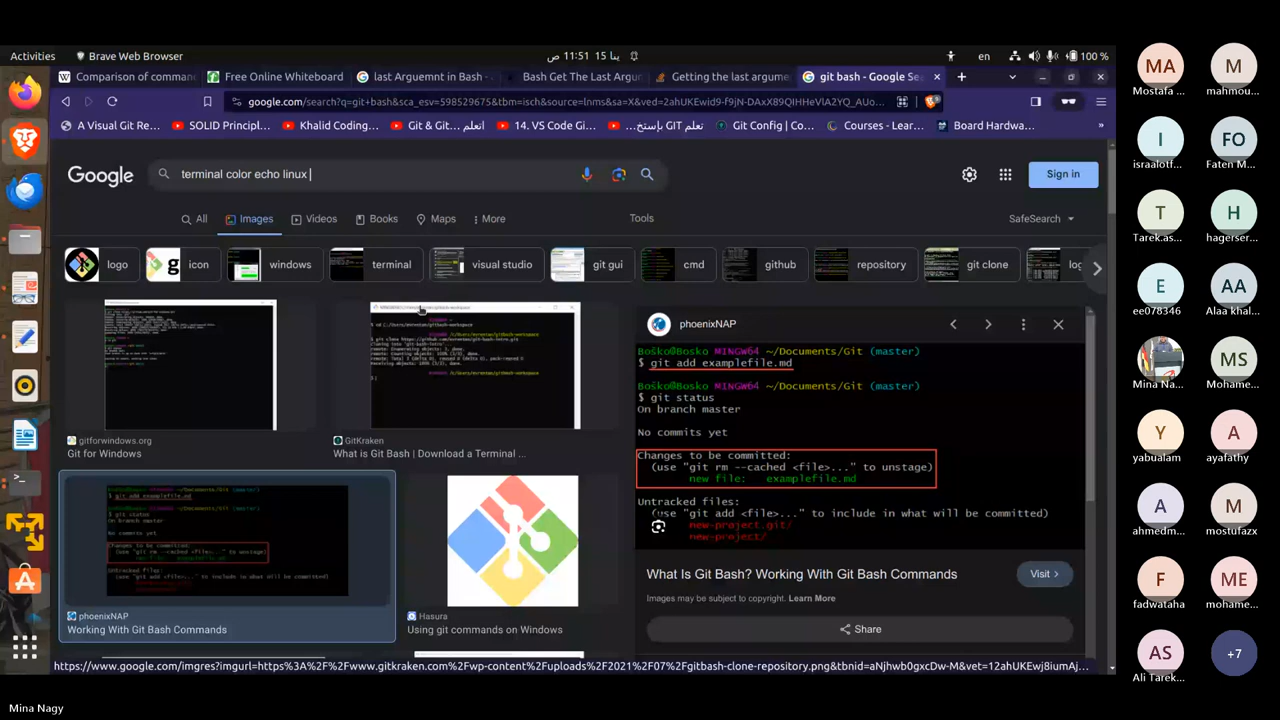 Activities
Brave Web Browser
ص 11:51 15 ينا
en
100 %
Comparison of comman
Free Online Whiteboard
last Arguemnt in Bash -
Bash Get The Last Argu
Getting the last argume
git bash - Google Se
google.com/search?q=git+bash&sca_esv=598529675&tbm=isch&source=lnms&sa=X&ved=2ahUKEwid9-f9jN-DAxX89QIHHeVlA2YQ_AUo...
A Visual Git Re...
SOLID Principl...
Khalid Coding...
Git & Git... اتعلم
14. VS Code Gi...
تعلم GIT بإستخ...
Git Config | Co...
Courses - Lear...
Board Hardwa...
Google
terminal color echo linux
Sign in
All
Images
Videos
Books
Maps
More
Tools
SafeSearch
logo
icon
windows
terminal
visual studio
git gui
cmd
github
repository
git clone
gitforwindows.org
Git for Windows
GitKraken
What is Git Bash | Download a Terminal ...
phoenixNAP
Working With Git Bash Commands
Hasura
Using git commands on Windows
phoenixNAP
Boško@Bosko MINGW64 ~/Documents/Git (master)
$ git add examplefile.md
Boško@Bosko MINGW64 ~/Documents/Git (master)
$ git status
On branch master
No commits yet
Changes to be committed:
(use "git rm --cached <file>..." to unstage)
new file: examplefile.md
Untracked files:
(use "git add <file>..." to include in what will be committed)
new-project.git/
new-project/
What Is Git Bash? Working With Git Bash Commands
Visit
Images may be subject to copyright. Learn More
Share
https://www.google.com/imgres?imgurl=https%3A%2F%2Fwww.gitkraken.com%2Fwp-content%2Fuploads%2F2021%2F07%2Fgitbash-clone-repository.png&tbnid=aNjhwb0gxcDw-M&vet=12ahUKEwj8iumAj...
MA
Mostafa ...
M
mahmou...
I
israalotf...
FO
Faten M...
T
Tarek.as...
H
hagerser...
E
ee078346
AA
Alaa khal...
Mina Na...
MS
Mohame...
Y
yabualam
A
ayafathy
A
ahmedm...
M
mostufazx
F
fadwataha
ME
mohame...
AS
Ali Tarek...
+7
Mina Nagy